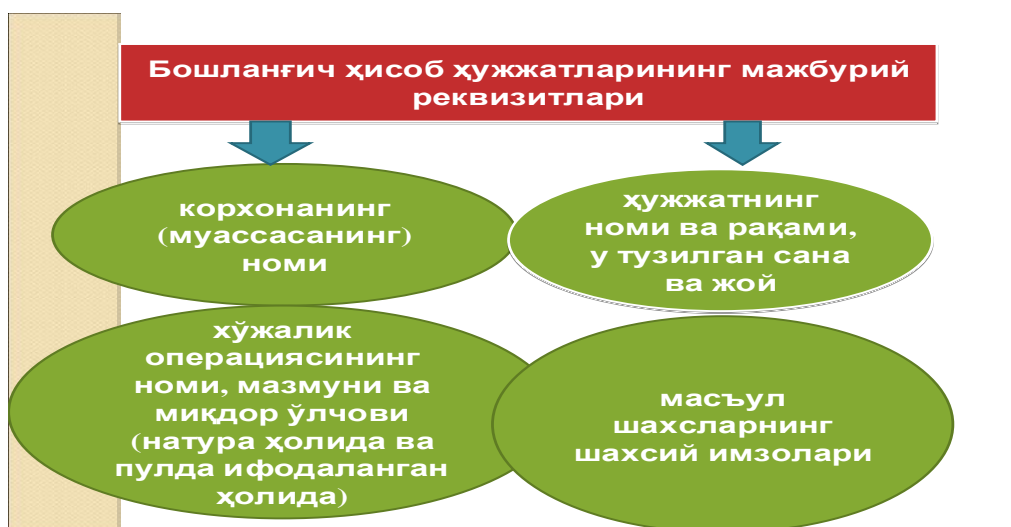 Бошланғич ҳисоб ҳужжатларининг мажбурий
реквизитлари
корхонанинг
(муассасанинг)
номи
ҳужжатнинг
номи ва рақами,
у тузилган сана
ва жой
хўжалик
операциясининг
номи, мазмуни ва
миқдор ўлчови
(натура ҳолида ва
пулда ифодаланган
ҳолида)
масъул
шахсларнинг
шахсий имзолари